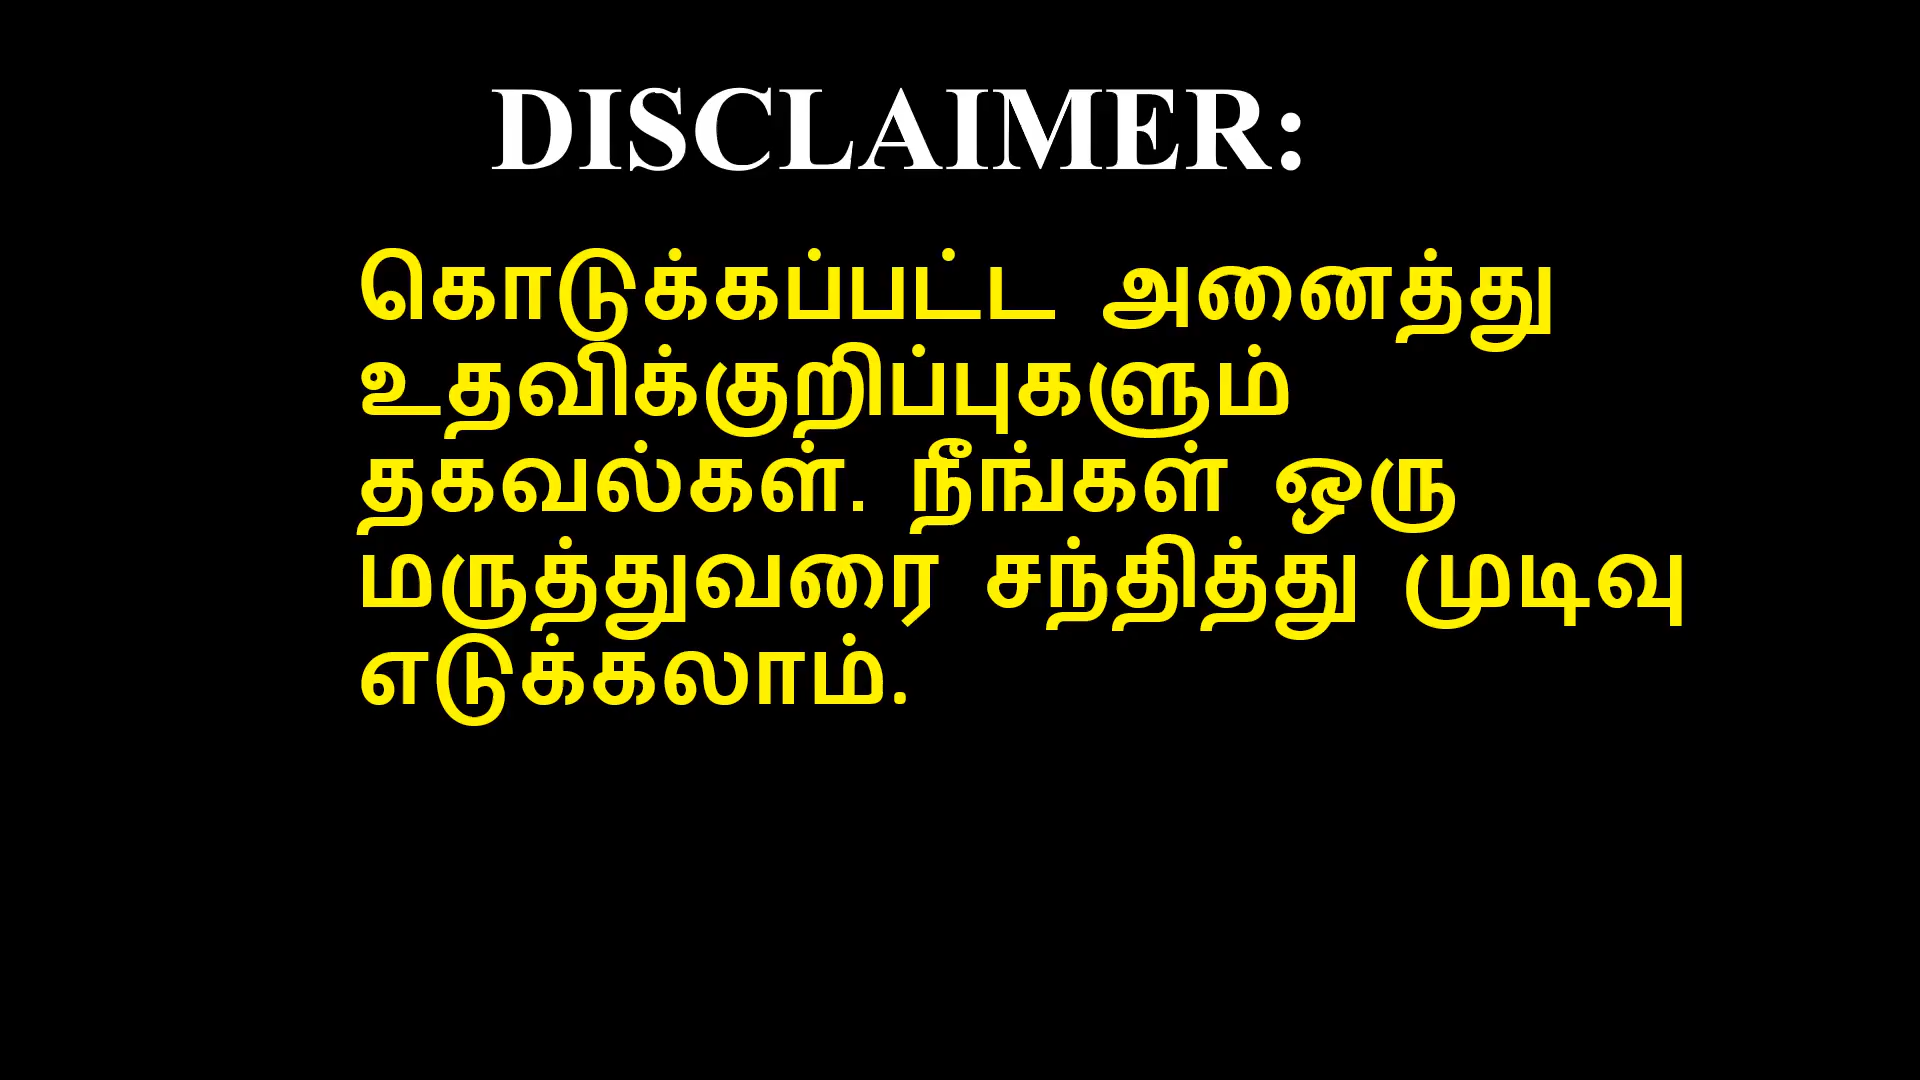 DISCLAIMER:
கொடுக்கப்பட்ட அனைத்து
உதவிக்குறிப்புகளும்
தகவல்கள். நீங்கள் ஒரு
மருத்துவரை சந்தித்து முடிவு
எடுக்கலாம்.